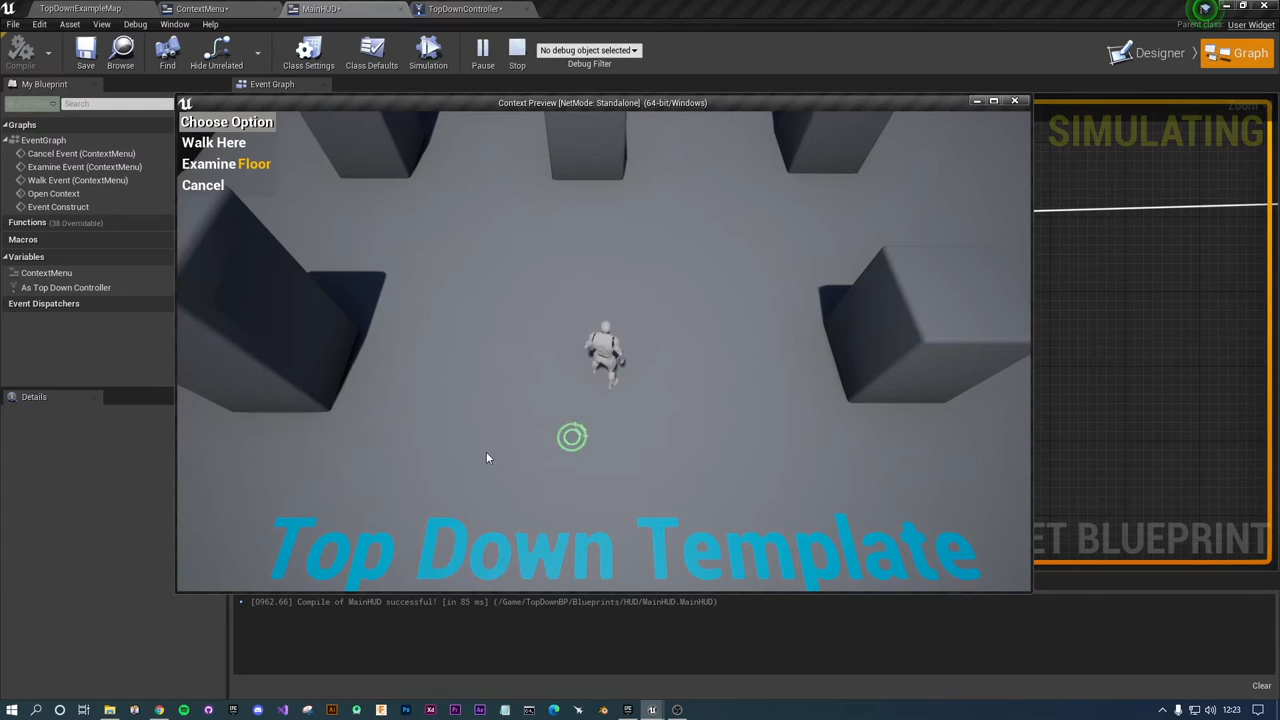 TopDownExampleMap
ContextMenu*
MainHUD*
TopDownController*
File
Edit
Asset
View
Debug
Window
Help
Parent class:
User Widget
Compile
Save
Browse
Find
Hide Unrelated
Class Settings
Class Defaults
Simulation
Pause
Stop
No debug object selected
Debug Filter
Designer
Graph
My Blueprint
Search
Event Graph
Graphs
EventGraph
Cancel Event (ContextMenu)
Examine Event (ContextMenu)
Walk Event (ContextMenu)
Open Context
Event Construct
Functions (38 Overridable)
Macros
Variables
ContextMenu
As Top Down Controller
Event Dispatchers
Details
Context Preview [NetMode: Standalone] (64-bit/Windows)
Choose Option
Walk Here
Examine Floor
Cancel
Top Down Template
Zoom
SIMULATING
ET BLUEPRINT
[0962.66] Compile of MainHUD successful! [in 85 ms] (/Game/TopDownBP/Blueprints/HUD/MainHUD.MainHUD)
Clear
12:23